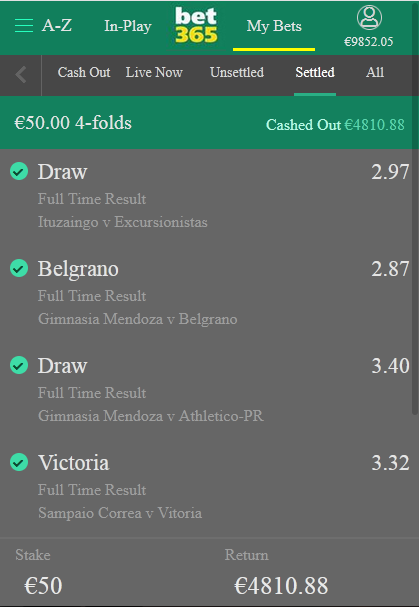 A-Z In-Play bet365 My Bets €9852.05
Cash Out Live Now Unsettled Settled All
€50.00 4-folds Cashed Out €4810.88
Draw 2.97
Full Time Result
Ituzaingo v Excursionistas
Belgrano 2.87
Full Time Result
Gimnasia Mendoza v Belgrano
Draw 3.40
Full Time Result
Gimnasia Mendoza v Athletico-PR
Victoria 3.32
Full Time Result
Sampaio Correa v Vitoria
Stake Return
€50 €4810.88